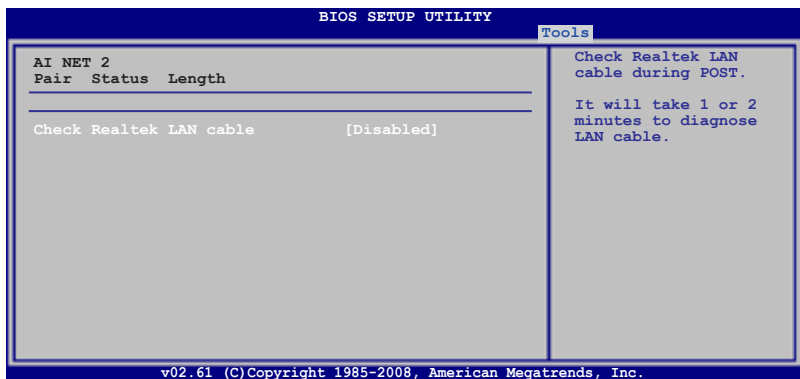 BIOS SETUP UTILITY
Tools
AI NET 2
Pair Status Length
Check Realtek LAN cable [Disabled]
Check Realtek LAN
cable during POST.
It will take 1 or 2
minutes to diagnose
LAN cable.
v02.61 (C)Copyright 1985-2008, American Megatrends, Inc.